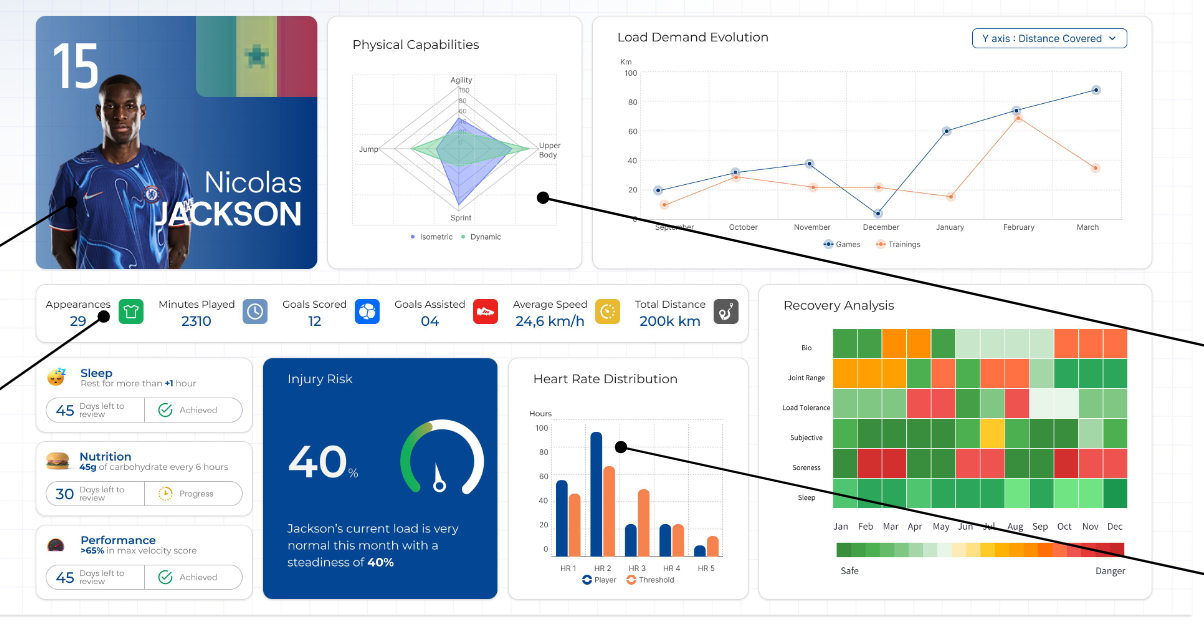 15
Nicolas
JACKSON
Physical Capabilities
Agility
100
80
60
Jump
Upper
Body
Sprint
Isometric
Dynamic
Load Demand Evolution
Y axis : Distance Covered
Km
100
80
60
40
20
0
September
October
November
December
January
February
March
Games
Trainings
Appearances
29
Minutes Played
2310
Goals Scored
12
Goals Assisted
04
Average Speed
24,6 km/h
Total Distance
200k km
Sleep
Rest for more than +1 hour
45
Days left to
review
Achieved
Nutrition
45g of carbohydrate every 6 hours
30
Days left to
review
Progress
Performance
>65% in max velocity score
45
Days left to
review
Achieved
Injury Risk
40%
Jackson's current load is very
normal this month with a
steadiness of 40%
Heart Rate Distribution
Hours
100
80
60
40
20
0
HR 1
HR 2
HR 3
HR 4
HR 5
Player
Threshold
Recovery Analysis
Bio
Joint Range
Load Tolerance
Subjective
Soreness
Sleep
Jan
Feb
Mar
Apr
May
Jun
Jul
Aug
Sep
Oct
Nov
Dec
Safe
Danger